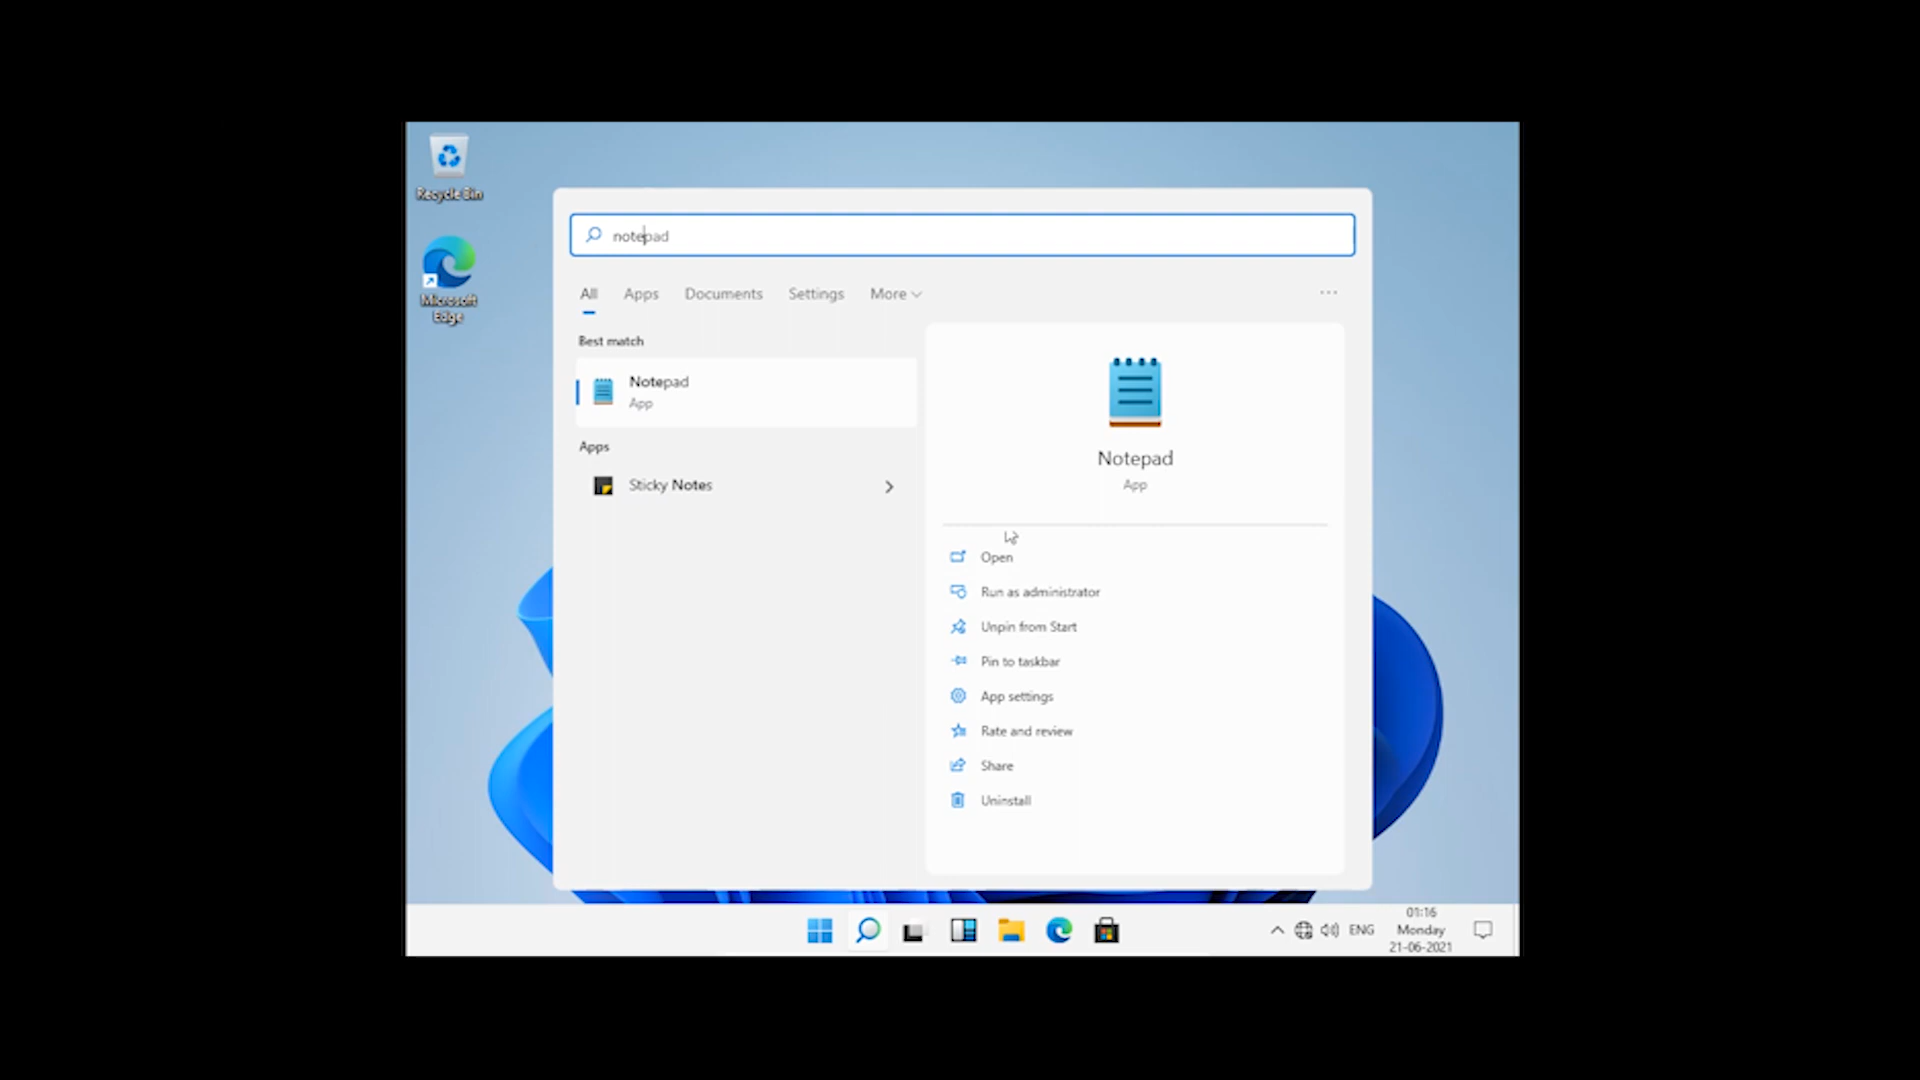 Recycle Bin
Microsoft
Edge
notepad
All Apps Documents Settings More
Best match
Notepad
App
Apps
Sticky Notes
Notepad
App
Open
Run as administrator
Unpin from Start
Pin to taskbar
App settings
Rate and review
Share
Uninstall
ENG
01:16
Monday
21-06-2021